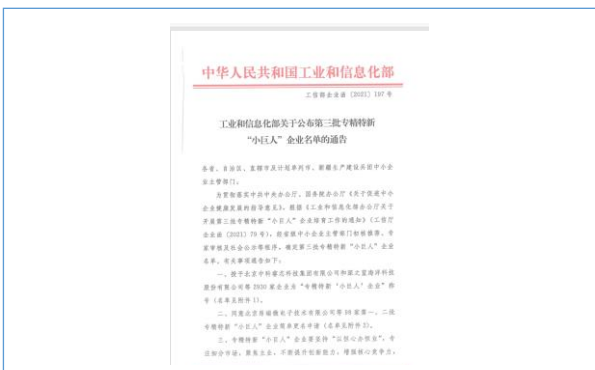 中华人民共和国工业和信息化部
工信部企业函〔2021〕197号
工业和信息化部关于公布第三批专精特新
“小巨人”企业名单的通告
各省、自治区、直辖市及计划单列市、新疆生产建设兵团中小企
业主管部门:
为贯彻落实中共中央办公厅、国务院办公厅《关于促进中小
企业健康发展的指导意见》,根据《工业和信息化部办公厅关于
开展第三批专精特新“小巨人”企业培育工作的通知》(工信厅
企业函〔2021〕79号),经省级中小企业主管部门初核推荐、专
家审核及社会公示等程序,确定第三批专精特新“小巨人”企业
名单。有关事项通告如下:
一、授予北京中科睿芯科技集团有限公司和源之蓝海洋科技
股份有限公司等2930家企业为“专精特新‘小巨人’企业”称
号(名单见附件1)。
二、同意北京
微电子技术有限公司等98家第一、二批
专精特新“小巨人”企业简单更名申请(名单见附件2)。
三、专精特新“小巨人”企业要坚持“以恒心办恒业”,专
注细分市场,聚焦主业,不断提升创新能力,增强核心竞争力,